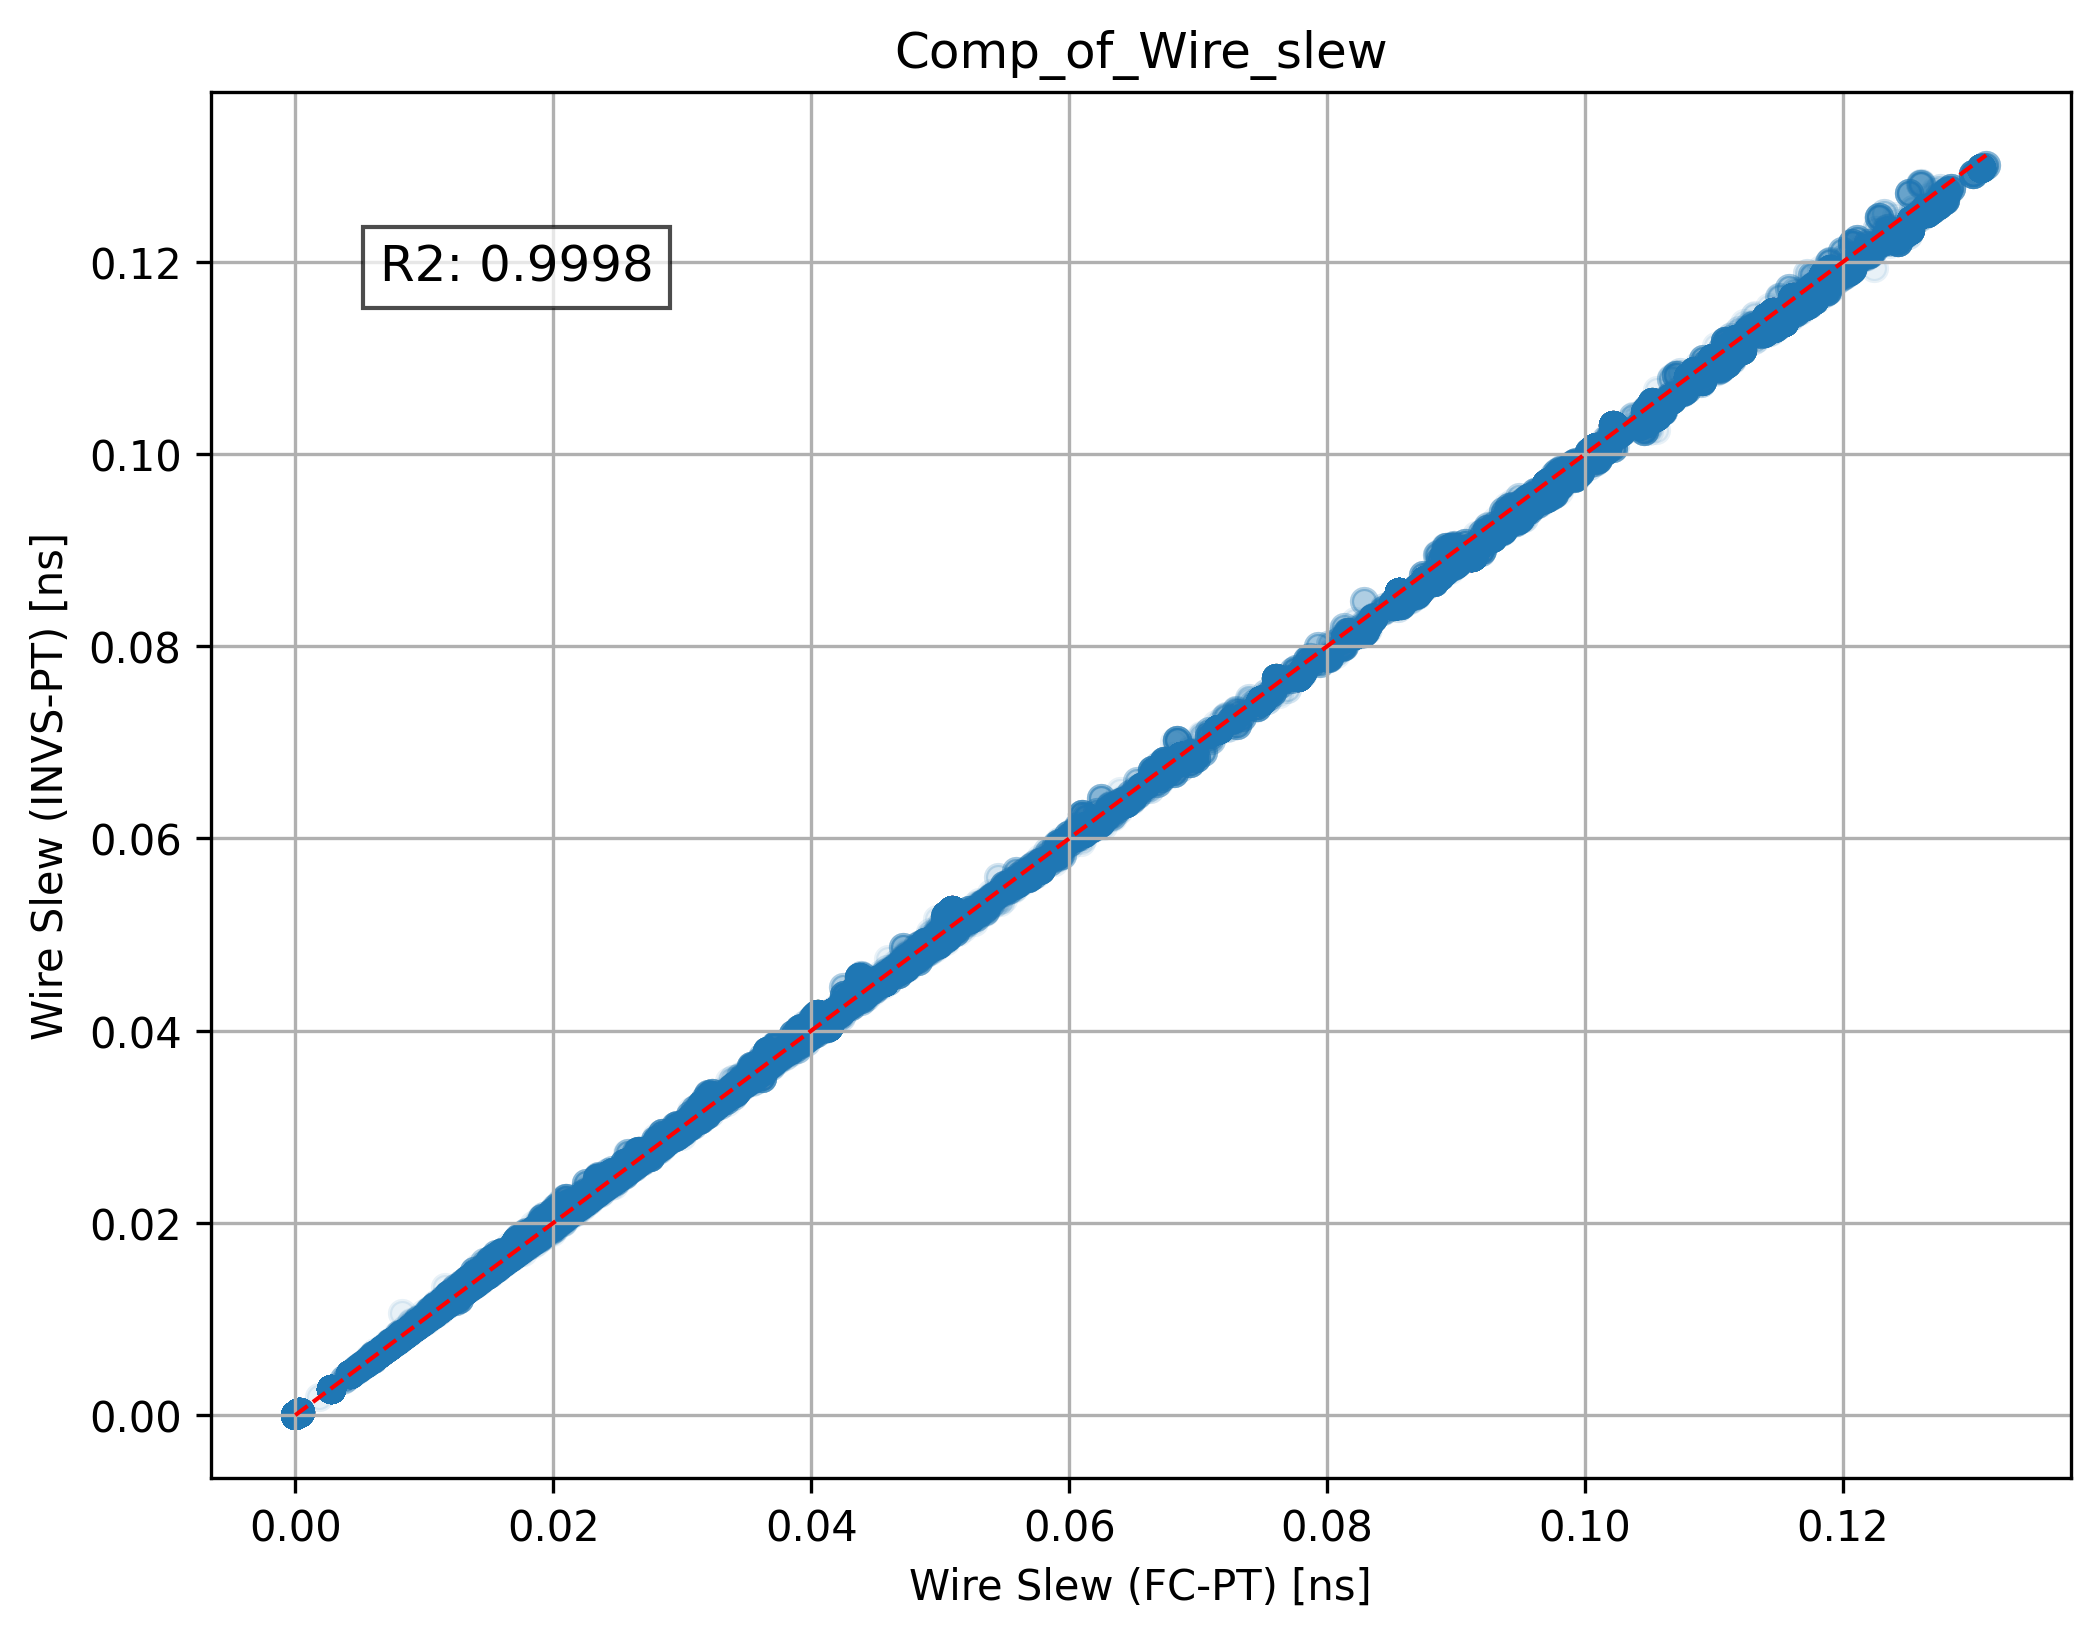 Comp_of_Wire_slew
R2: 0.9998
Wire Slew (INVS-PT) [ns]
0.12
0.10
0.08
0.06
0.04
0.02
0.00
0.00 0.02 0.04 0.06 0.08 0.10 0.12
Wire Slew (FC-PT) [ns]